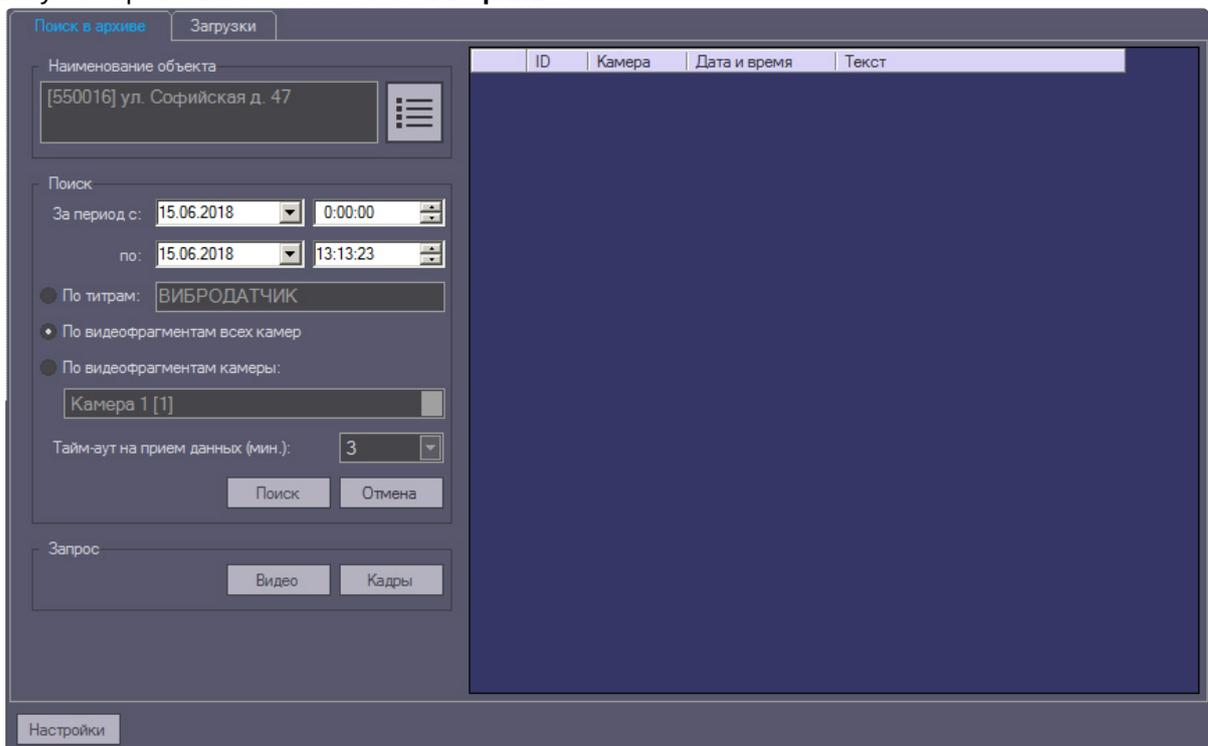 Поиск в архиве
Загрузки
Наименование объекта
[550016] ул. Софийская д. 47
Поиск
За период с: 15.06.2018 0:00:00
по: 15.06.2018 13:13:23
По титрам: ВИБРОДАТЧИК
По видеофрагментам всех камер
По видеофрагментам камеры:
Камера 1 [1]
Тайм-аут на прием данных (мин.): 3
Поиск Отмена
Запрос
Видео Кадры
ID Камера Дата и время Текст
Настройки